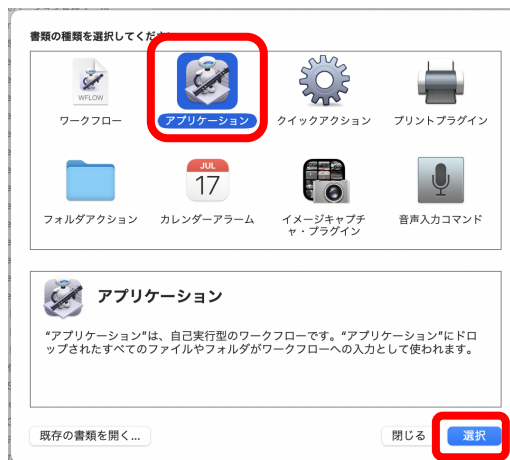 書類の種類を選択してください
WFLOW
JUL
17
ワークフロー
アプリケーション
クイックアクション
プリントプラグイン
フォルダアクション
カレンダーアラーム
イメージキャプチ
ャ・プラグイン
音声入力コマンド
アプリケーション
“アプリケーション”は、自己実行型のワークフローです。“アプリケーション”にドロ
ップされたすべてのファイルやフォルダがワークフローへの入力として使われます。
既存の書類を開く...
閉じる
選択